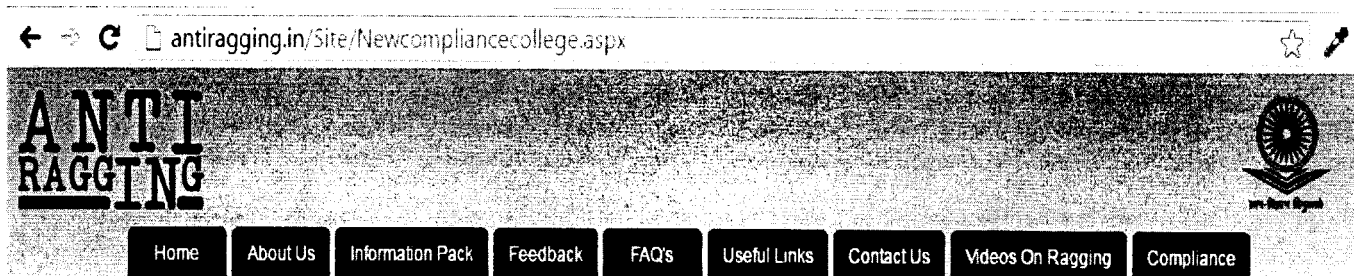 antiragging.in/Site/Newcompliancecollege.aspx
ANTI
RAGGING
Home About Us Information Pack Feedback FAQ's Useful Links Contact Us Videos On Ragging Compliance